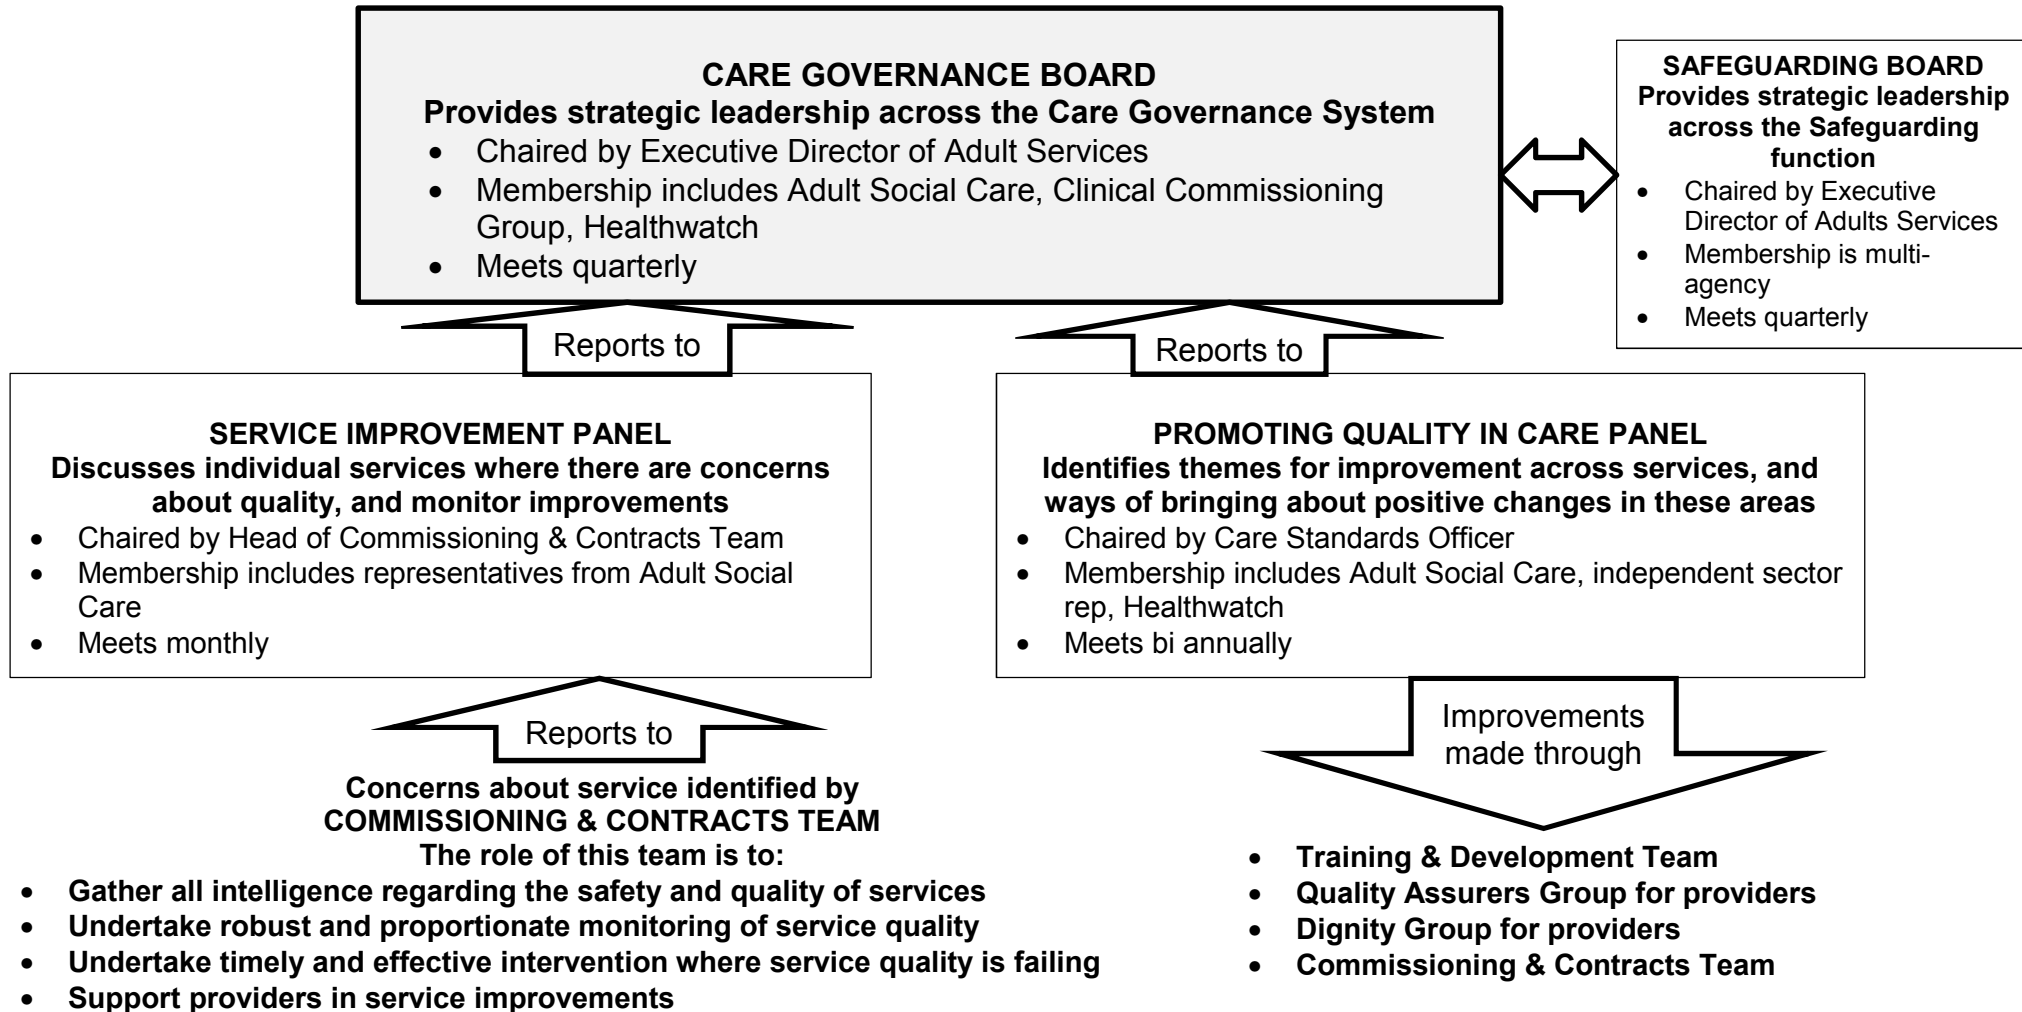 CARE GOVERNANCE BOARD
Provides strategic leadership across the Care Governance System
• Chaired by Executive Director of Adult Services
• Membership includes Adult Social Care, Clinical Commissioning
Group, Healthwatch
• Meets quarterly
SAFEGUARDING BOARD
Provides strategic leadership
across the Safeguarding
function
• Chaired by Executive
Director of Adults Services
• Membership is multi-
agency
• Meets quarterly
Reports to
Reports to
SERVICE IMPROVEMENT PANEL
Discusses individual services where there are concerns
about quality, and monitor improvements
• Chaired by Head of Commissioning & Contracts Team
• Membership includes representatives from Adult Social
Care
• Meets monthly
PROMOTING QUALITY IN CARE PANEL
Identifies themes for improvement across services, and
ways of bringing about positive changes in these areas
• Chaired by Care Standards Officer
• Membership includes Adult Social Care, independent sector
rep, Healthwatch
• Meets bi annually
Reports to
Concerns about service identified by
COMMISSIONING & CONTRACTS TEAM
The role of this team is to:
• Gather all intelligence regarding the safety and quality of services
• Undertake robust and proportionate monitoring of service quality
• Undertake timely and effective intervention where service quality is failing
• Support providers in service improvements
Improvements
made through
• Training & Development Team
• Quality Assurers Group for providers
• Dignity Group for providers
• Commissioning & Contracts Team